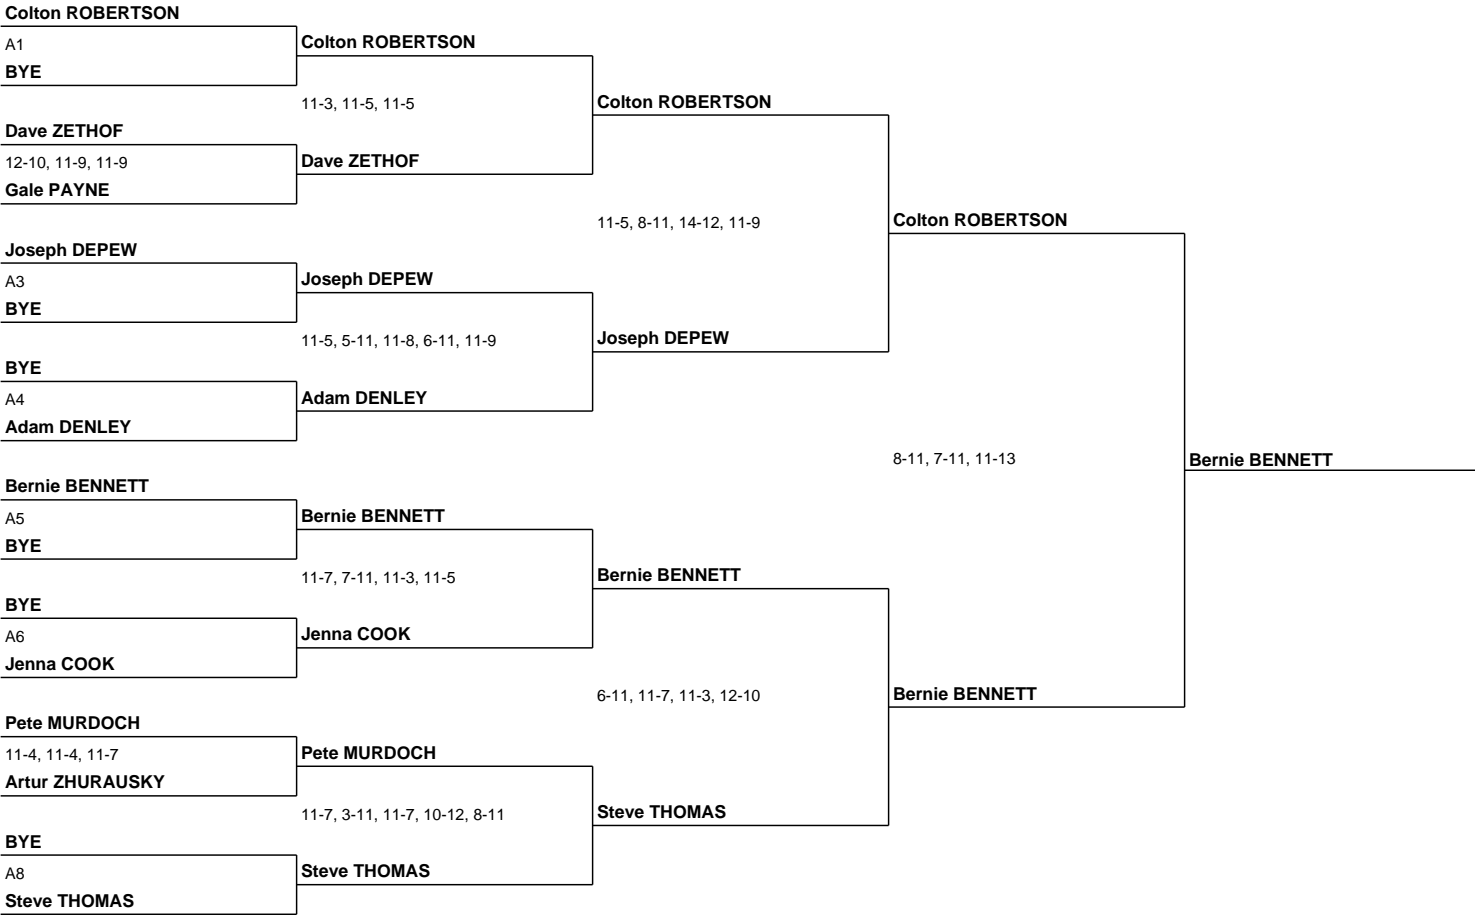 Colton ROBERTSON
A1
BYE
Dave ZETHOF
12-10, 11-9, 11-9
Gale PAYNE
Joseph DEPEW
A3
BYE
BYE
A4
Adam DENLEY
Bernie BENNETT
A5
BYE
BYE
A6
Jenna COOK
Pete MURDOCH
11-4, 11-4, 11-7
Artur ZHURAUSKY
BYE
A8
Steve THOMAS
Colton ROBERTSON
11-3, 11-5, 11-5
Dave ZETHOF
Joseph DEPEW
11-5, 5-11, 11-8, 6-11, 11-9
Adam DENLEY
Bernie BENNETT
11-7, 7-11, 11-3, 11-5
Jenna COOK
Pete MURDOCH
11-7, 3-11, 11-7, 10-12, 8-11
Steve THOMAS
Colton ROBERTSON
11-5, 8-11, 14-12, 11-9
Joseph DEPEW
Bernie BENNETT
6-11, 11-7, 11-3, 12-10
Steve THOMAS
Colton ROBERTSON
8-11, 7-11, 11-13
Bernie BENNETT
Bernie BENNETT